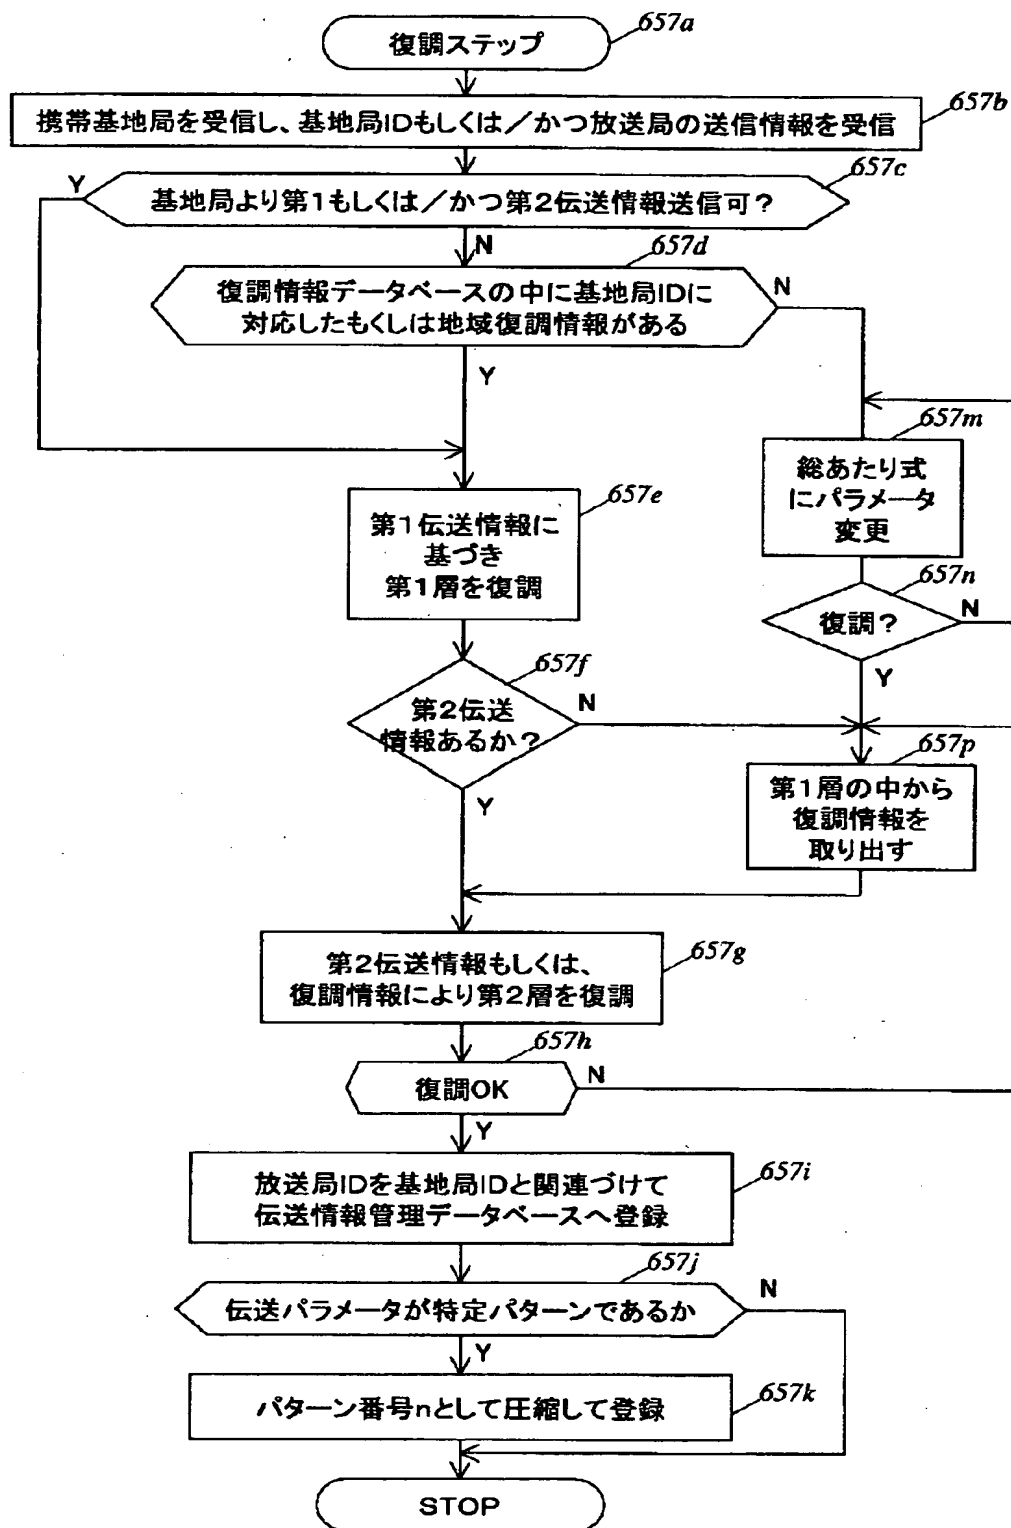 復調ステップ
657a
携帯基地局を受信し、基地局IDもしくは／かつ放送局の送信情報を受信
657b
Y
基地局より第1もしくは／かつ第2伝送情報送信可？
657c
N
657d
復調情報データベースの中に基地局IDに
対応したもくしは地域復調情報がある
N
Y
657m
総あたり式
にパラメータ
変更
657e
第1伝送情報に
基づき
第1層を復調
657n
復調？
N
Y
657f
第2伝送
情報あるか？
N
Y
657p
第1層の中から
復調情報を
取り出す
657g
第2伝送情報もしくは、
復調情報により第2層を復調
657h
復調OK
N
Y
657i
放送局IDを基地局IDと関連づけて
伝送情報管理データベースへ登録
657j
伝送パラメータが特定パターンであるか
N
Y
657k
パターン番号nとして圧縮して登録
STOP